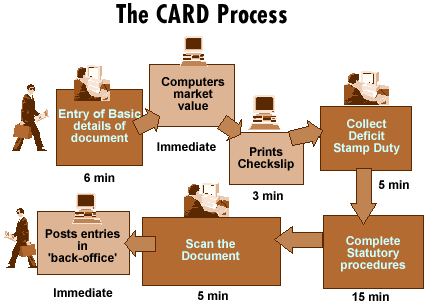 The CARD Process
Entry of Basic
details of
document
6 min
Computers
market
value
Immediate
Prints
Checkslip
3 min
Collect
Deficit
Stamp Duty
5 min
Complete
Statutory
procedures
15 min
Scan the
Document
5 min
Posts entries
in
'back-office'
Immediate